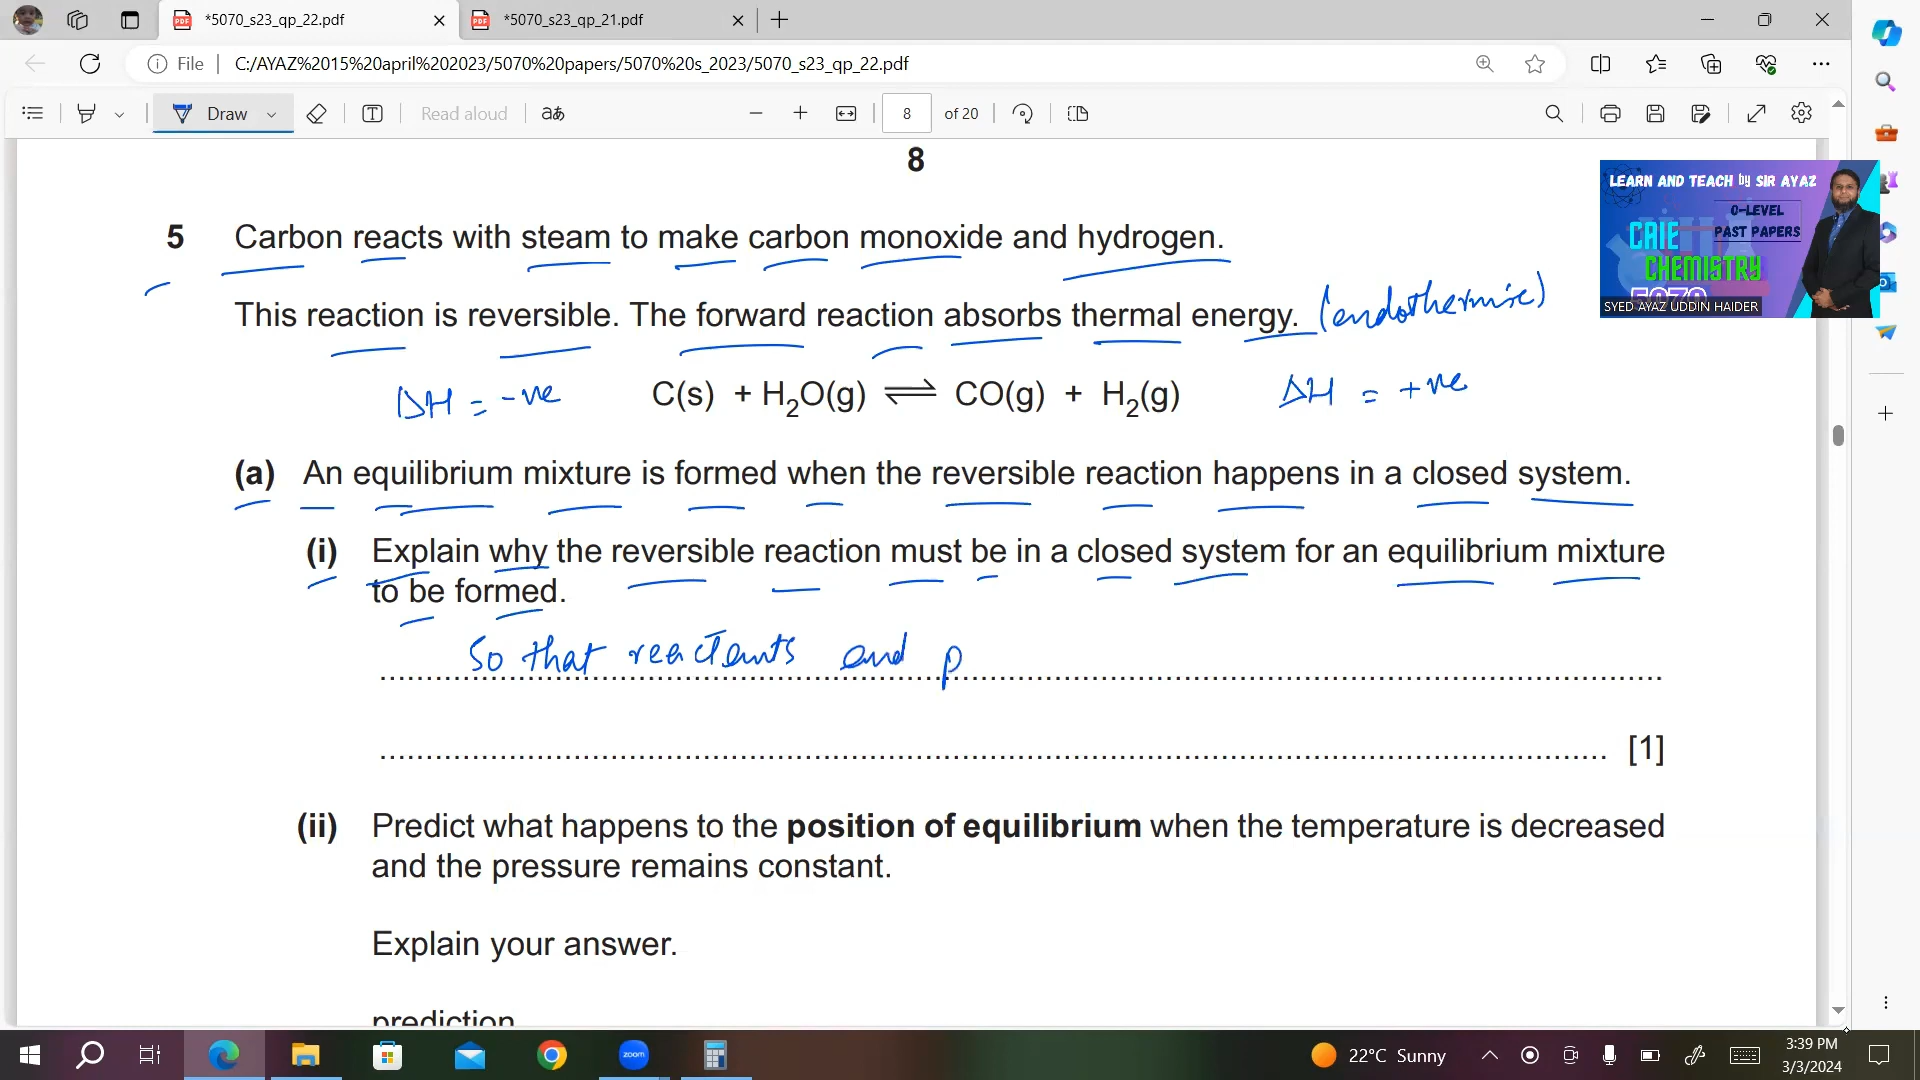 *5070_s23_qp_22.pdf
*5070_s23_qp_21.pdf
File
C:/AYAZ%2015%20april%202023/5070%20papers/5070%20s_2023/5070_s23_qp_22.pdf
Draw
Read aloud
aあ
8 of 20
8
LEARN AND TEACH by SIR AYAZ
O-LEVEL
PAST PAPERS
CAIE
CHEMISTRY
5070
SYED AYAZ UDDIN HAIDER
5 Carbon reacts with steam to make carbon monoxide and hydrogen.
This reaction is reversible. The forward reaction absorbs thermal energy. (endothermic)
ΔH = -ve C(s) + H₂O(g) ⇌ CO(g) + H₂(g) ΔH = +ve
(a) An equilibrium mixture is formed when the reversible reaction happens in a closed system.
(i) Explain why the reversible reaction must be in a closed system for an equilibrium mixture
to be formed.
So that reactants and p
[1]
(ii) Predict what happens to the position of equilibrium when the temperature is decreased
and the pressure remains constant.
Explain your answer.
prediction
zoom
22°C Sunny
3:39 PM
3/3/2024